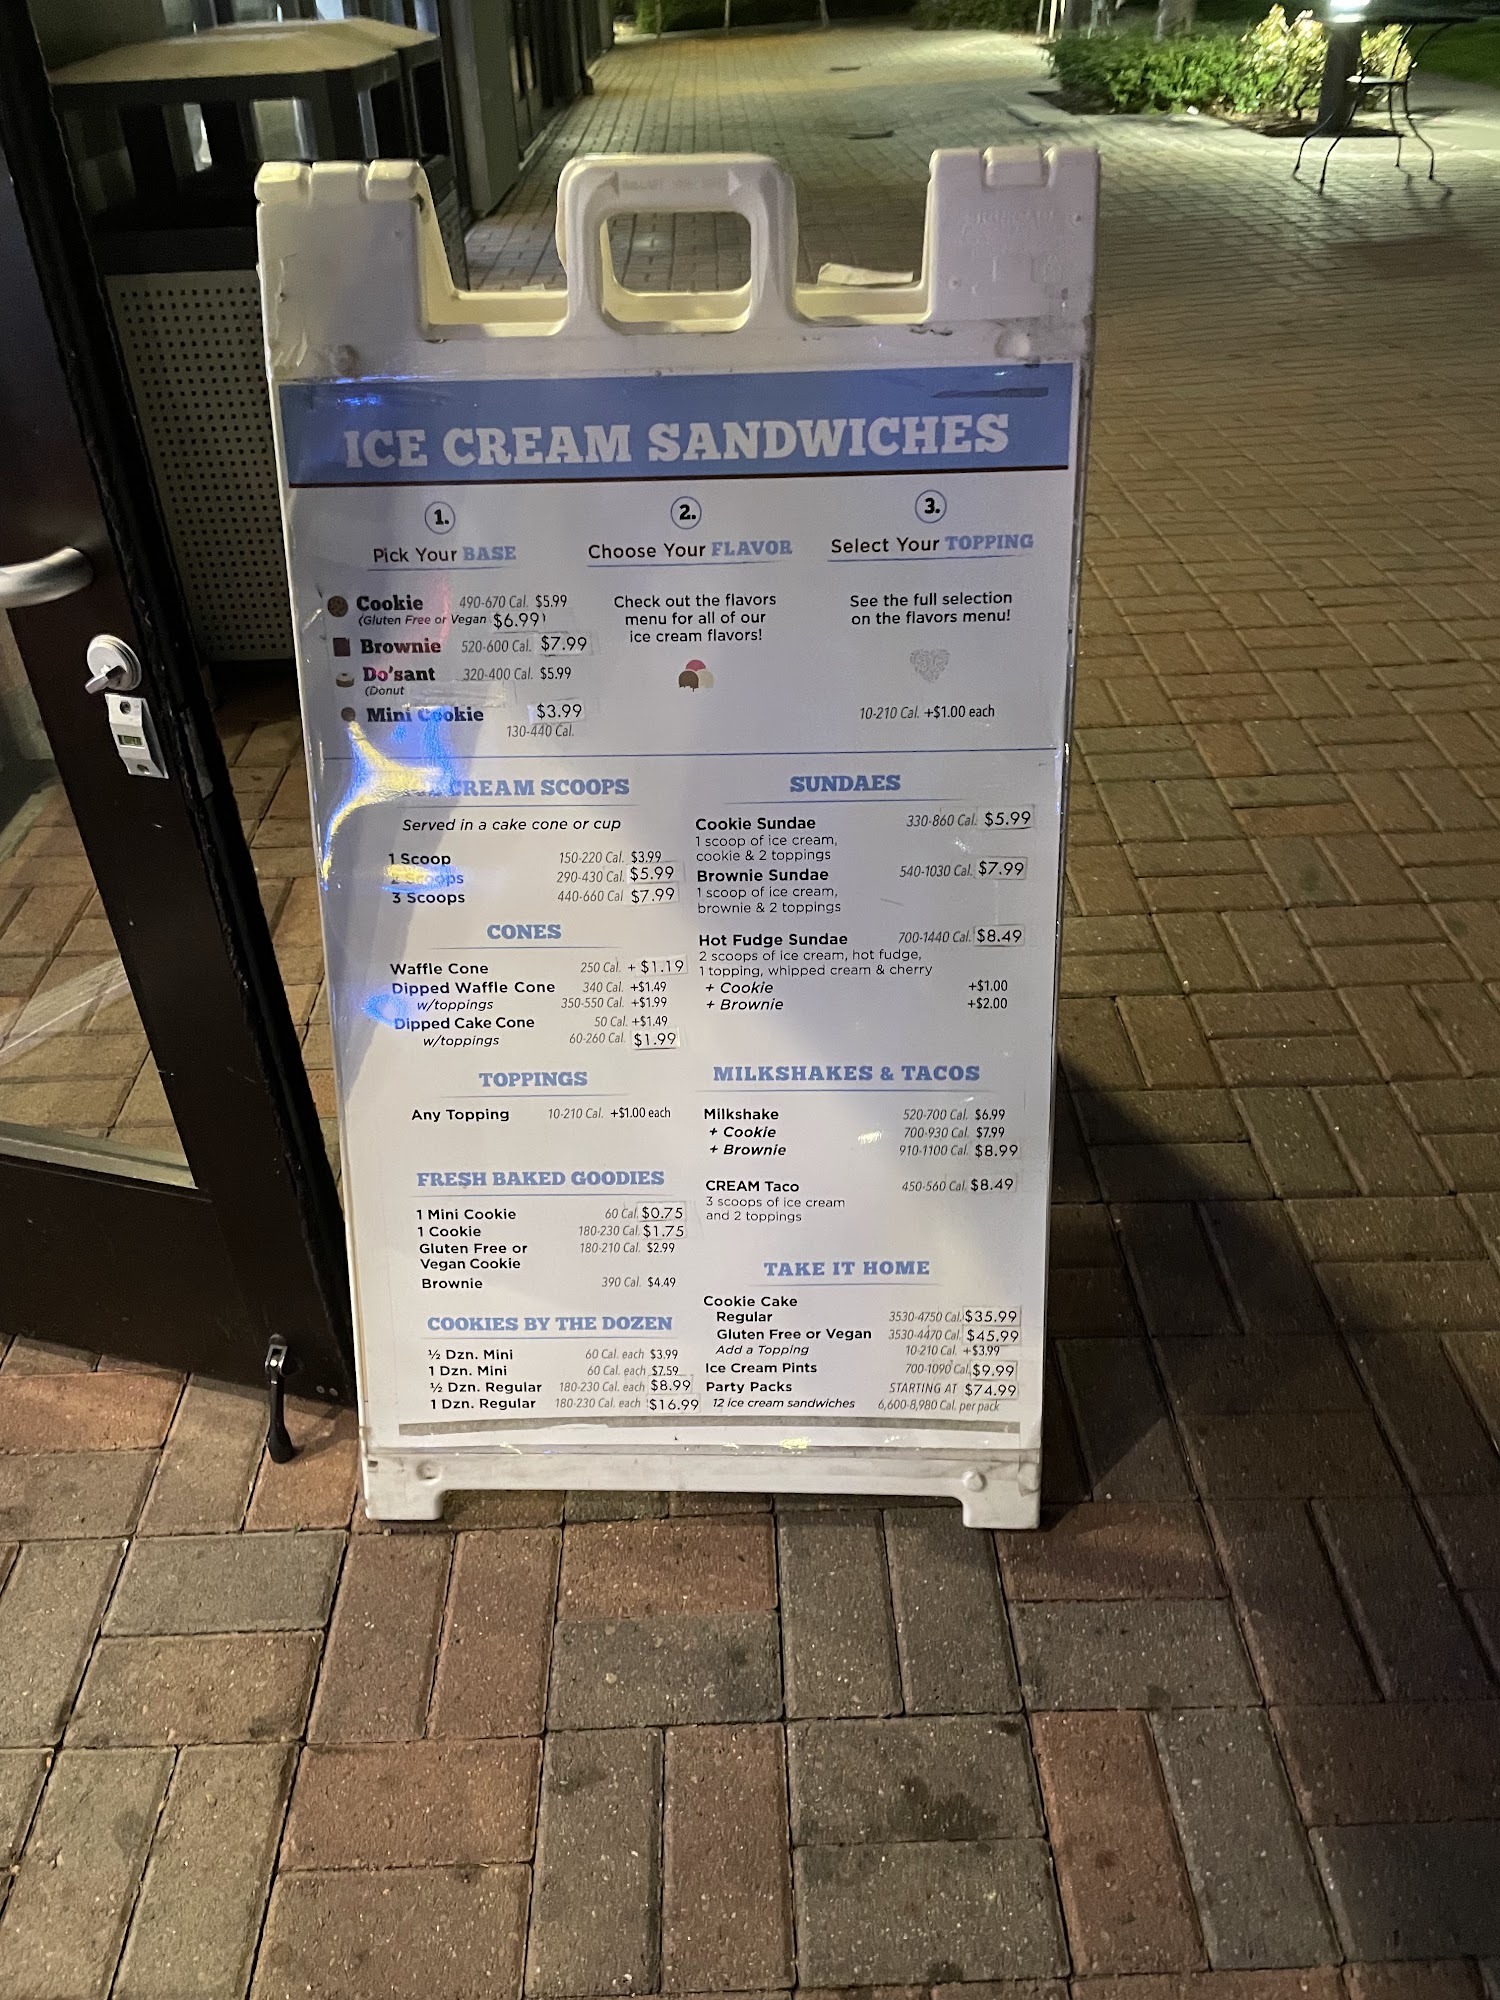 ICE CREAM SANDWICHES
1.
Pick Your BASE
Cookie 490-670 Cal. $5.99
(Gluten Free or Vegan $6.99)
Brownie 520-600 Cal. $7.99
Do'sant 320-400 Cal. $5.99
(Donut
Mini Cookie $3.99
130-440 Cal.
2.
Choose Your FLAVOR
Check out the flavors
menu for all of our
ice cream flavors!
3.
Select Your TOPPING
See the full selection
on the flavors menu!
10-210 Cal. +$1.00 each
CREAM SCOOPS
Served in a cake cone or cup
1 Scoop 150-220 Cal. $3.99
2 Scoops 290-430 Cal. $5.99
3 Scoops 440-660 Cal $7.99
CONES
Waffle Cone 250 Cal. + $1.19
Dipped Waffle Cone 340 Cal. +$1.49
w/toppings 350-550 Cal. +$1.99
Dipped Cake Cone 50 Cal. +$1.49
w/toppings 60-260 Cal. $1.99
TOPPINGS
Any Topping 10-210 Cal. +$1.00 each
FRESH BAKED GOODIES
1 Mini Cookie 60 Cal. $0.75
1 Cookie 180-230 Cal. $1.75
Gluten Free or 180-210 Cal. $2.99
Vegan Cookie
Brownie 390 Cal. $4.49
COOKIES BY THE DOZEN
½ Dzn. Mini 60 Cal. each $3.99
1 Dzn. Mini 60 Cal. each $7.59
½ Dzn. Regular 180-230 Cal. each $8.99
1 Dzn. Regular 180-230 Cal. each $16.99
SUNDAES
Cookie Sundae 330-860 Cal. $5.99
1 scoop of ice cream,
cookie & 2 toppings
Brownie Sundae 540-1030 Cal. $7.99
1 scoop of ice cream,
brownie & 2 toppings
Hot Fudge Sundae 700-1440 Cal. $8.49
2 scoops of ice cream, hot fudge,
1 topping, whipped cream & cherry
+ Cookie +$1.00
+ Brownie +$2.00
MILKSHAKES & TACOS
Milkshake 520-700 Cal. $6.99
+ Cookie 700-930 Cal. $7.99
+ Brownie 910-1100 Cal. $8.99
CREAM Taco 450-560 Cal. $8.49
3 scoops of ice cream
and 2 toppings
TAKE IT HOME
Cookie Cake
Regular 3530-4750 Cal. $35.99
Gluten Free or Vegan 3530-4470 Cal. $45.99
Add a Topping 10-210 Cal. +$3.99
Ice Cream Pints 700-1090 Cal. $9.99
Party Packs STARTING AT $74.99
12 ice cream sandwiches 6,600-8,980 Cal. per pack